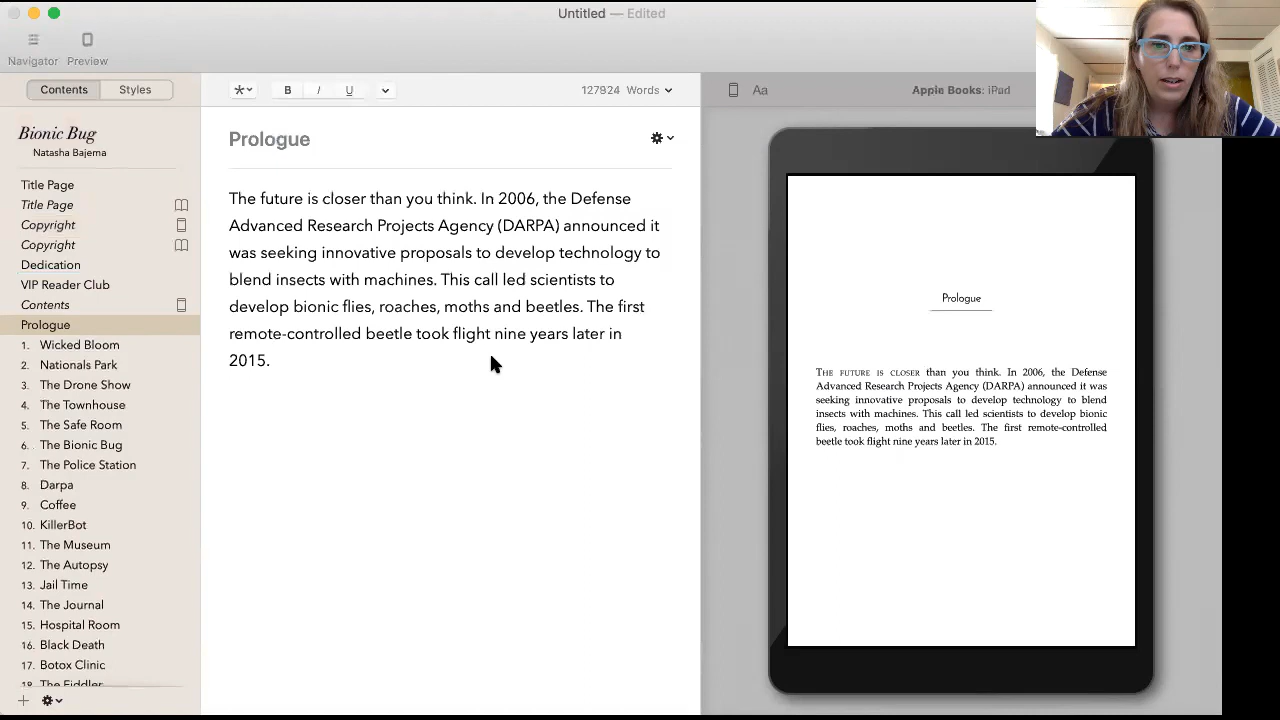 Untitled — Edited
Navigator Preview
Contents Styles
B I U
127924 Words
Aa
Apple Books: iPad
Bionic Bug
Natasha Bajema
Title Page
Title Page
Copyright
Copyright
Dedication
VIP Reader Club
Contents
Prologue
1. Wicked Bloom
2. Nationals Park
3. The Drone Show
4. The Townhouse
5. The Safe Room
6. The Bionic Bug
7. The Police Station
8. Darpa
9. Coffee
10. KillerBot
11. The Museum
12. The Autopsy
13. Jail Time
14. The Journal
15. Hospital Room
16. Black Death
17. Botox Clinic
18. The Fiddler
Prologue
The future is closer than you think. In 2006, the Defense
Advanced Research Projects Agency (DARPA) announced it
was seeking innovative proposals to develop technology to
blend insects with machines. This call led scientists to
develop bionic flies, roaches, moths and beetles. The first
remote-controlled beetle took flight nine years later in
2015.
Prologue
THE FUTURE IS CLOSER than you think. In 2006, the Defense
Advanced Research Projects Agency (DARPA) announced it was
seeking innovative proposals to develop technology to blend
insects with machines. This call led scientists to develop bionic
flies, roaches, moths and beetles. The first remote-controlled
beetle took flight nine years later in 2015.